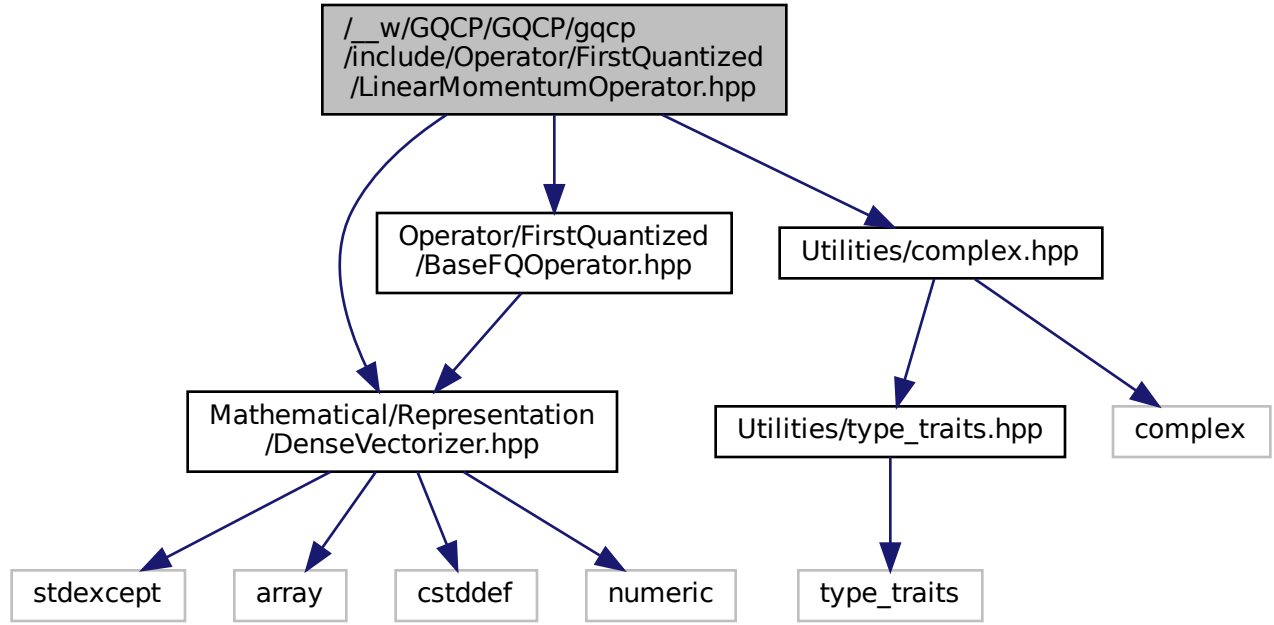 /__w/GQCP/GQCP/gqcp
/include/Operator/FirstQuantized
/LinearMomentumOperator.hpp
Operator/FirstQuantized
/BaseFQOperator.hpp
Utilities/complex.hpp
Mathematical/Representation
/DenseVectorizer.hpp
Utilities/type_traits.hpp
complex
stdexcept
array
cstddef
numeric
type_traits